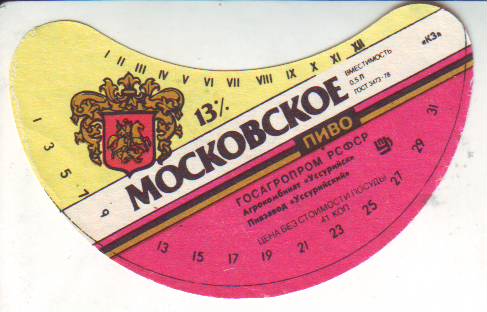 I II III IV V VI VII VIII IX X XI XII
ВМЕСТИМОСТЬ
0,5 Л
ГОСТ 3473-78
«КЗ»
13%
МОСКОВСКОЕ
ПИВО
ГОСАГРОПРОМ РСФСР
Агрокомбинат «Уссурийск»
Пивзавод «Уссурийский»
ЦЕНА БЕЗ СТОИМОСТИ ПОСУДЫ
41 КОП
1 3 5 7 9 13 15 17 19 21 23 25 27 29 31